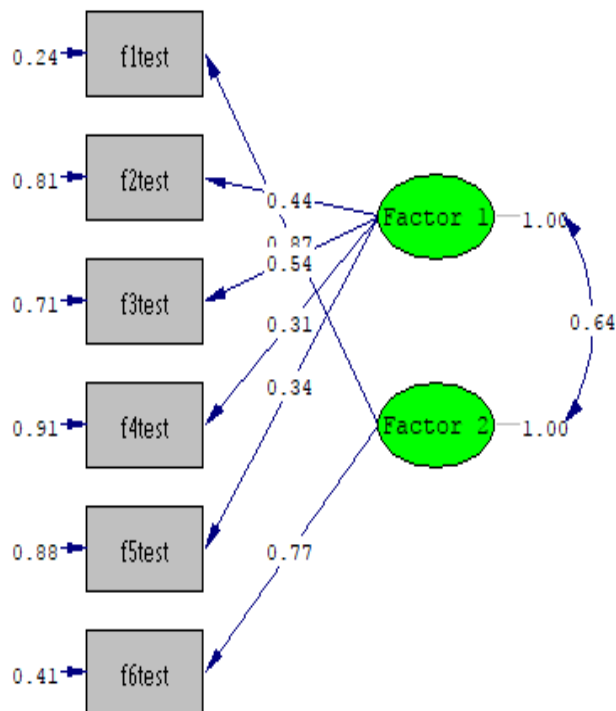 0.24
f1test
0.81
f2test
0.44
Factor 1
1.00
0.87
0.54
0.71
f3test
0.31
0.64
0.34
0.91
f4test
Factor 2
1.00
0.88
f5test
0.77
0.41
f6test